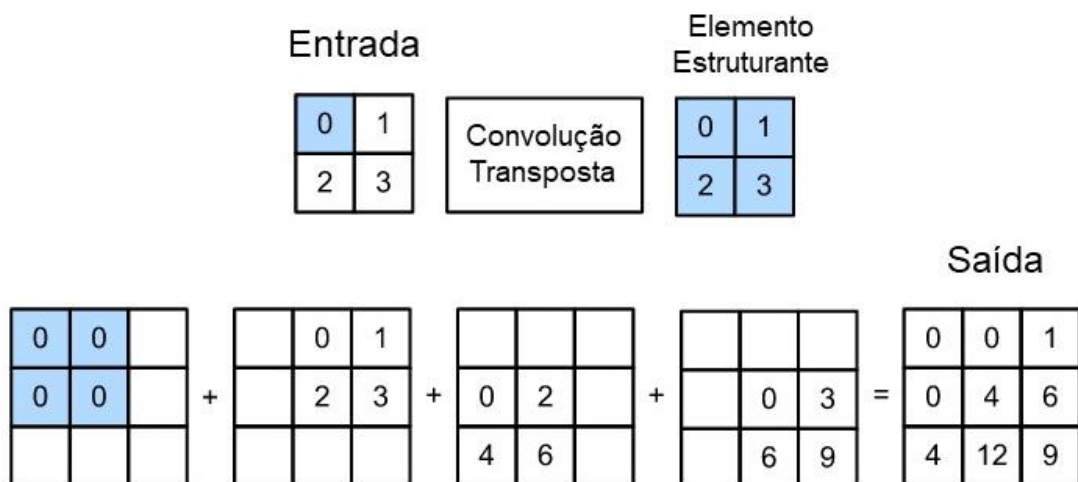 Entrada
Elemento
Estruturante
0 1
2 3
Convolução
Transposta
0 1
2 3
Saída
0 0
0 0
+
0 1
2 3
+
0 2
4 6
+
0 3
6 9
=
0 0 1
0 4 6
4 12 9